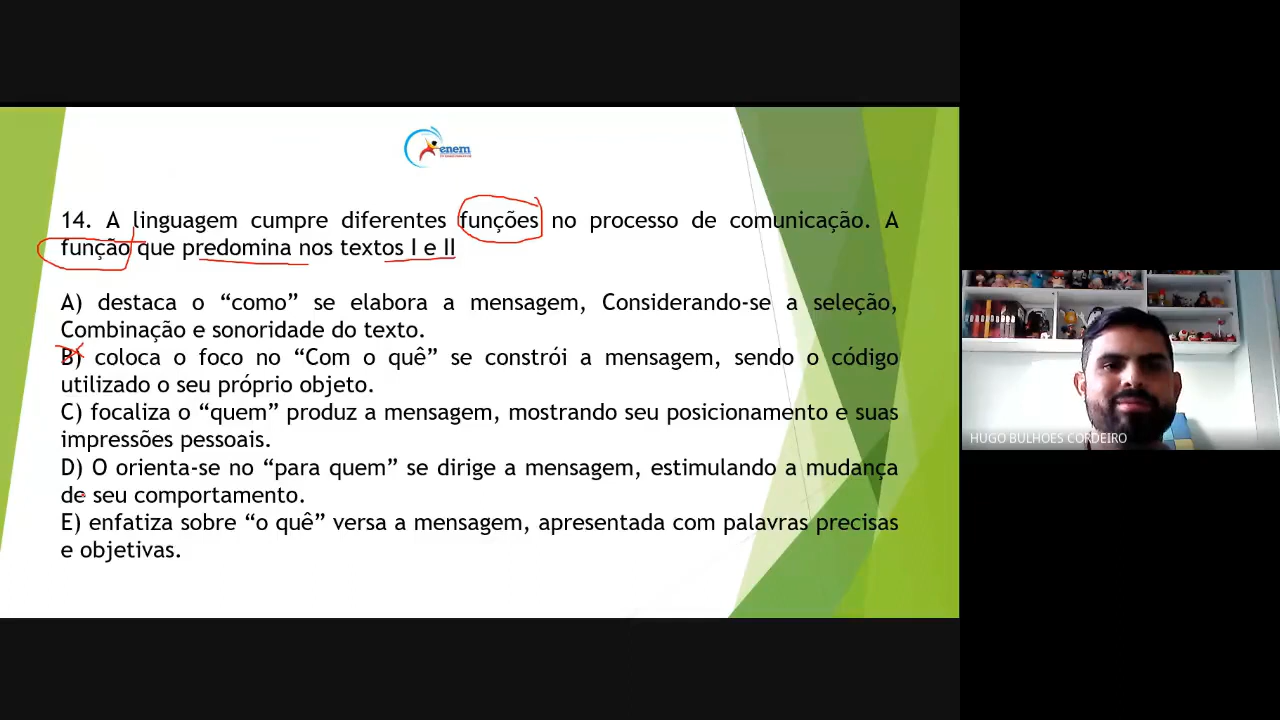 enem
14. A linguagem cumpre diferentes funções no processo de comunicação. A
função que predomina nos textos I e II
A) destaca o “como” se elabora a mensagem, Considerando-se a seleção,
Combinação e sonoridade do texto.
B) coloca o foco no “Com o quê” se constrói a mensagem, sendo o código
utilizado o seu próprio objeto.
C) focaliza o “quem” produz a mensagem, mostrando seu posicionamento e suas
impressões pessoais.
D) O orienta-se no “para quem” se dirige a mensagem, estimulando a mudança
de seu comportamento.
E) enfatiza sobre “o quê” versa a mensagem, apresentada com palavras precisas
e objetivas.
HUGO BULHOES CORDEIRO